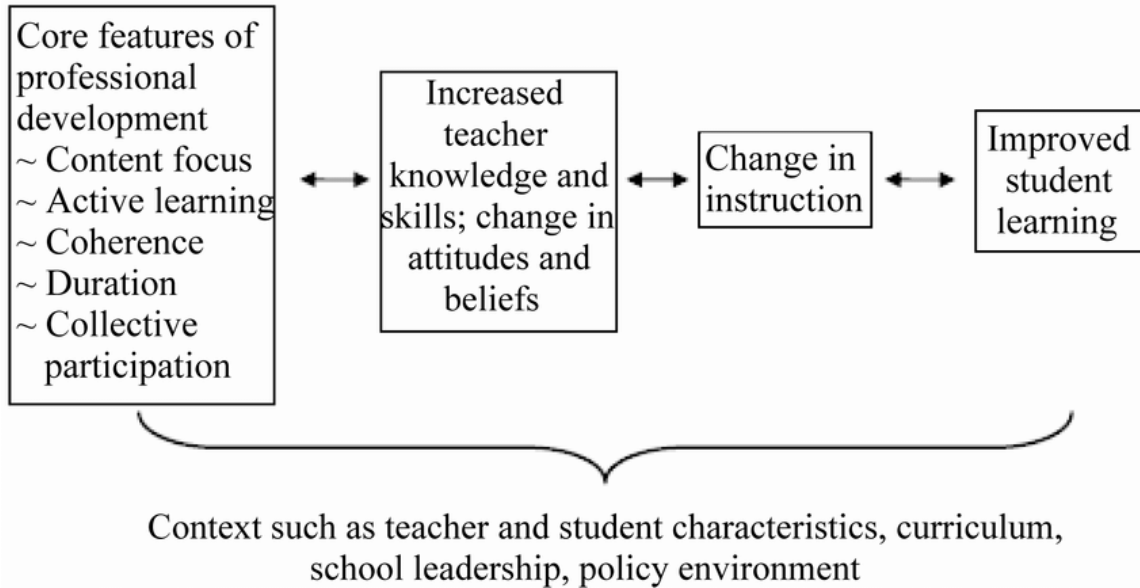 Core features of
professional
development
~ Content focus
~ Active learning
~ Coherence
~ Duration
~ Collective
participation
Increased
teacher
knowledge and
skills; change in
attitudes and
beliefs
Change in
instruction
Improved
student
learning
Context such as teacher and student characteristics, curriculum,
school leadership, policy environment